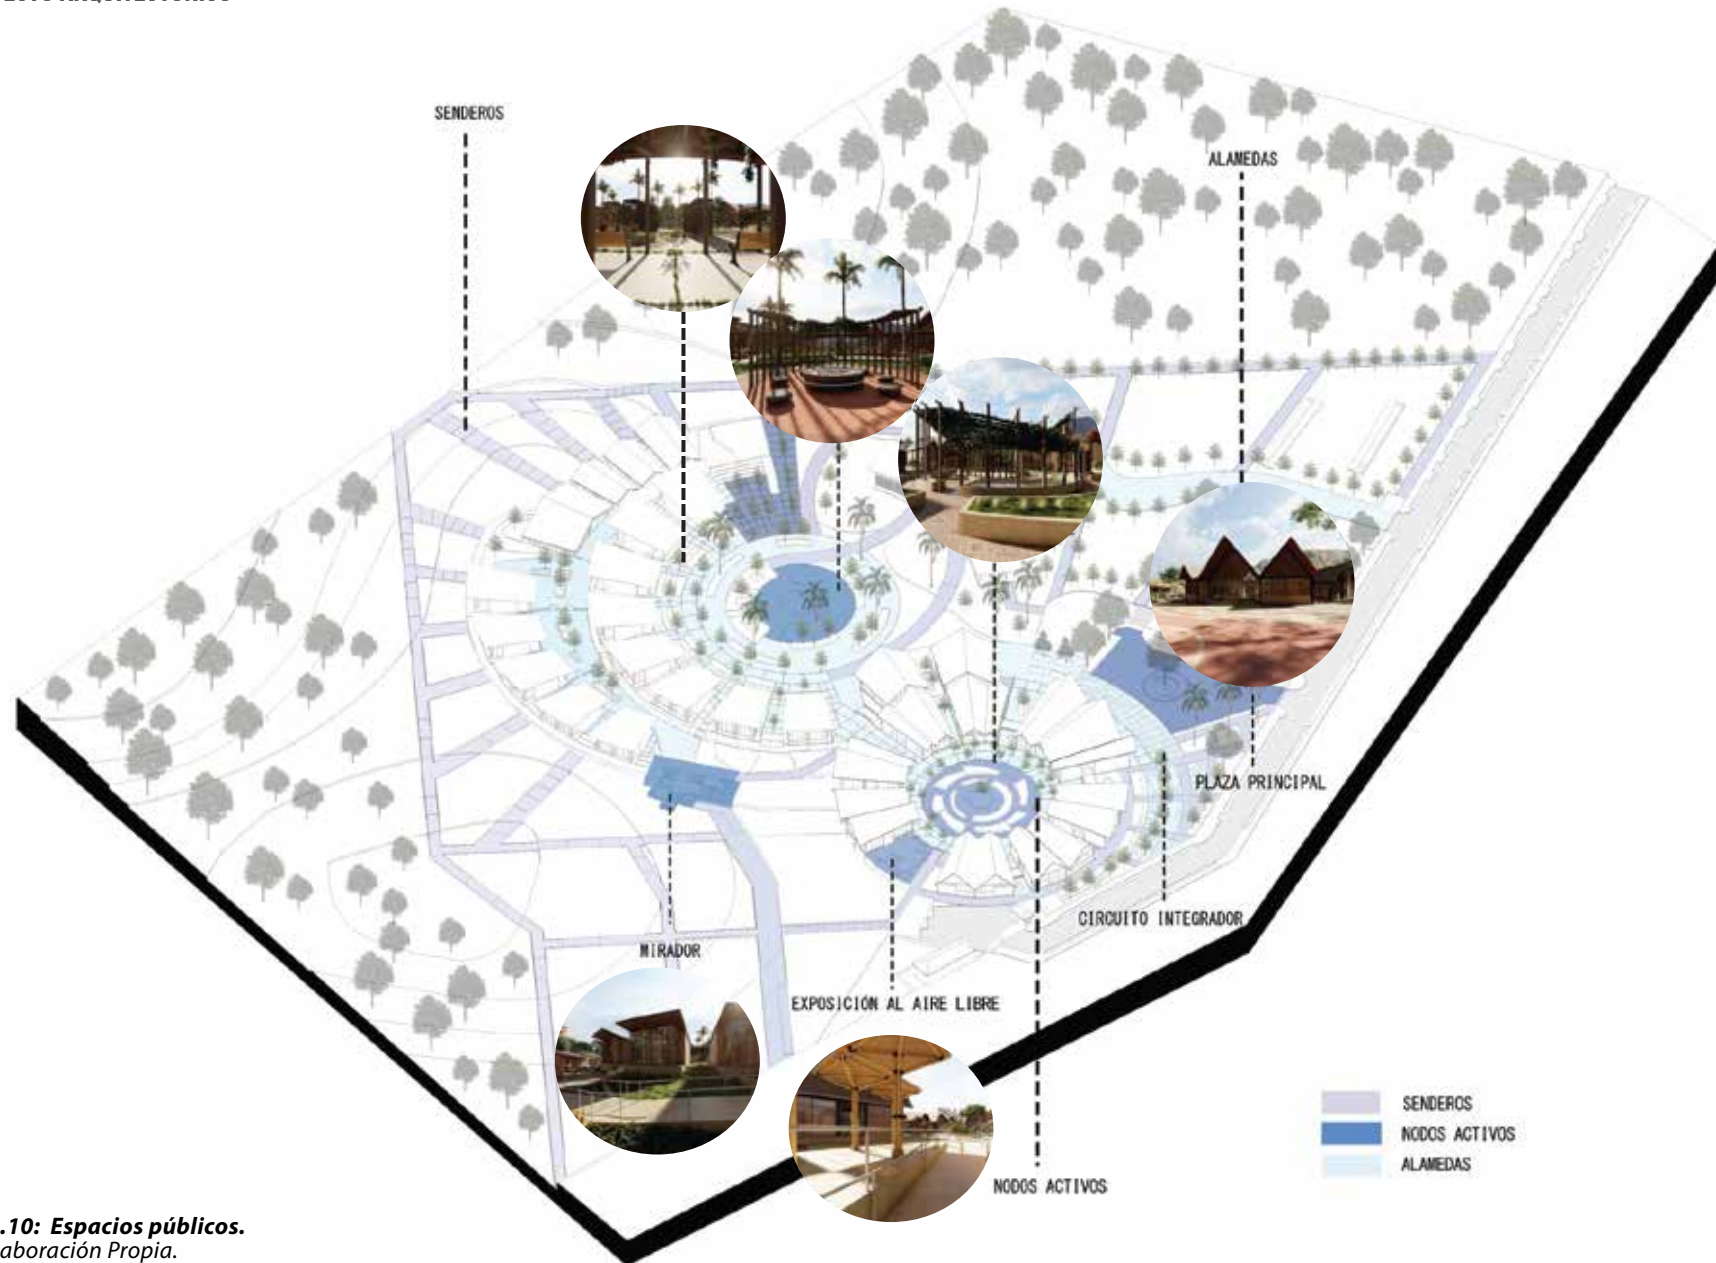 SENDEROS
ALAMEDAS
PLAZA PRINCIPAL
CIRCUITO INTEGRADOR
MIRADOR
EXPOSICIÓN AL AIRE LIBRE
NODOS ACTIVOS
SENDEROS
NODOS ACTIVOS
ALAMEDAS
.10: Espacios públicos.
aboración Propia.